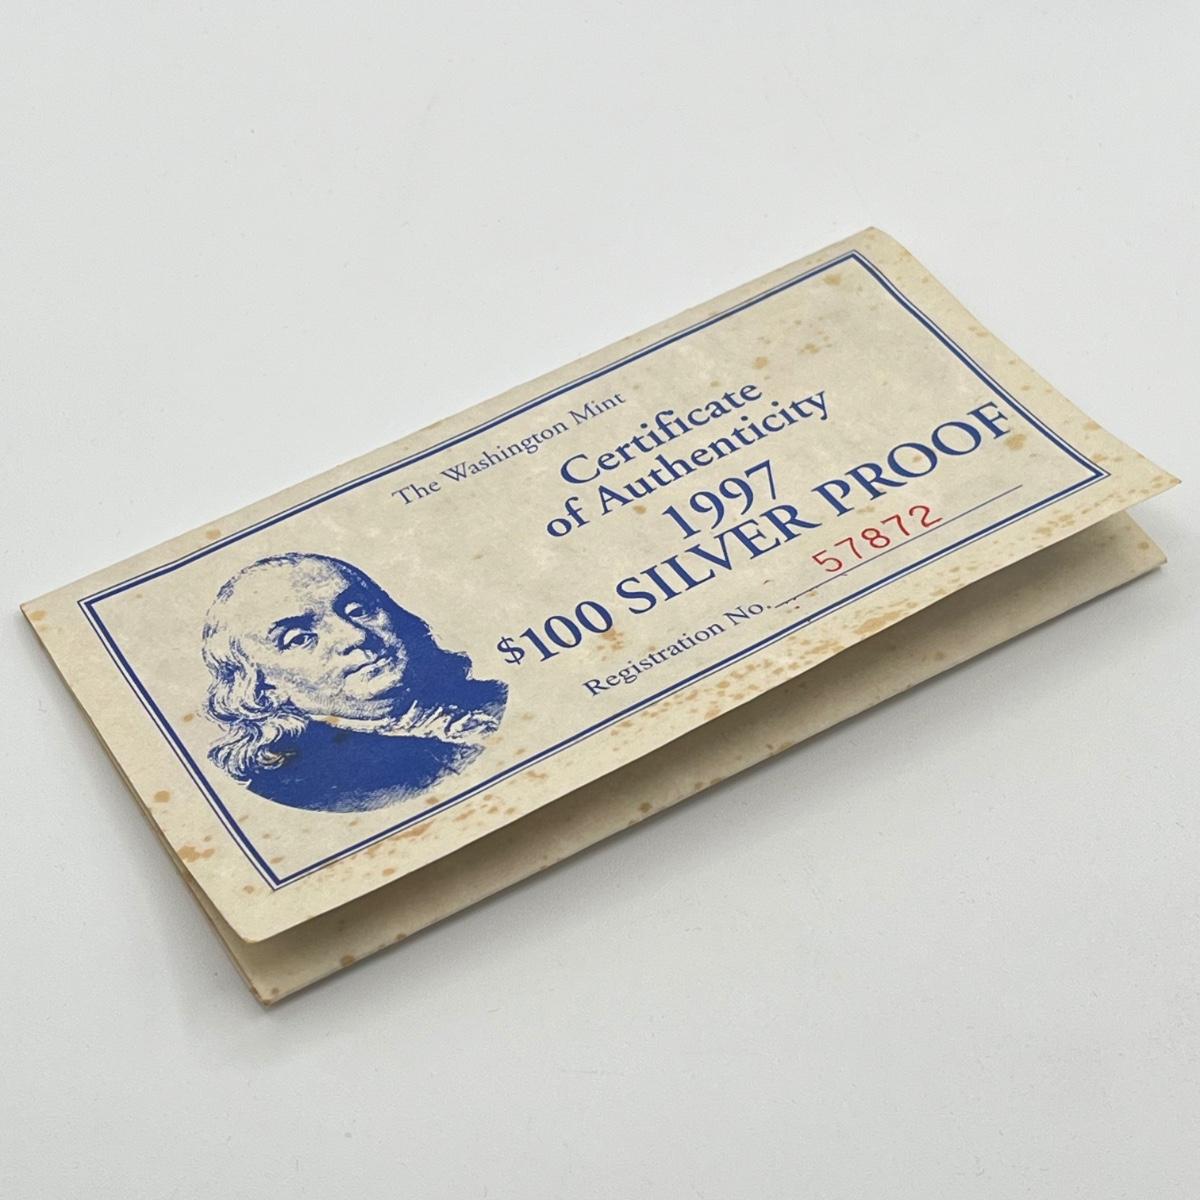 The Washington Mint
Certificate
of Authenticity
1997
$100 SILVER PROOF
Registration No. 57872